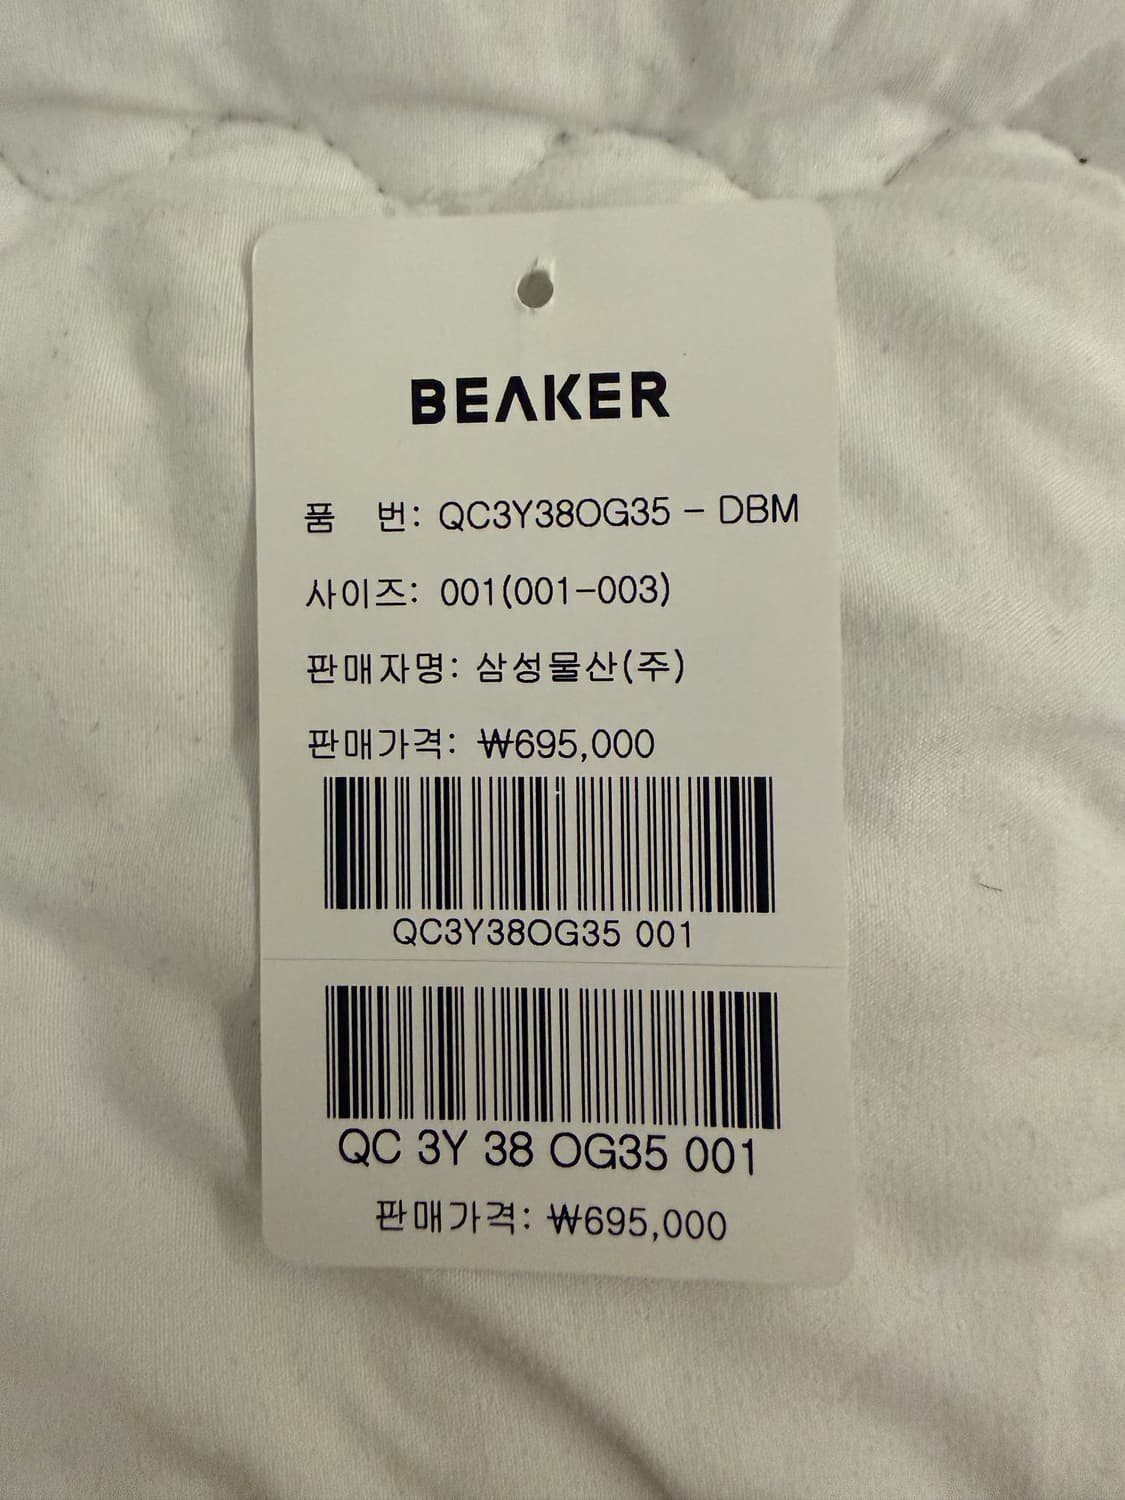 BEAKER
품 번: QC3Y38OG35 - DBM
사이즈: 001(001-003)
판매자명: 삼성물산(주)
판매가격: ₩695,000
QC3Y38OG35 001
QC 3Y 38 OG35 001
판매가격: ₩695,000